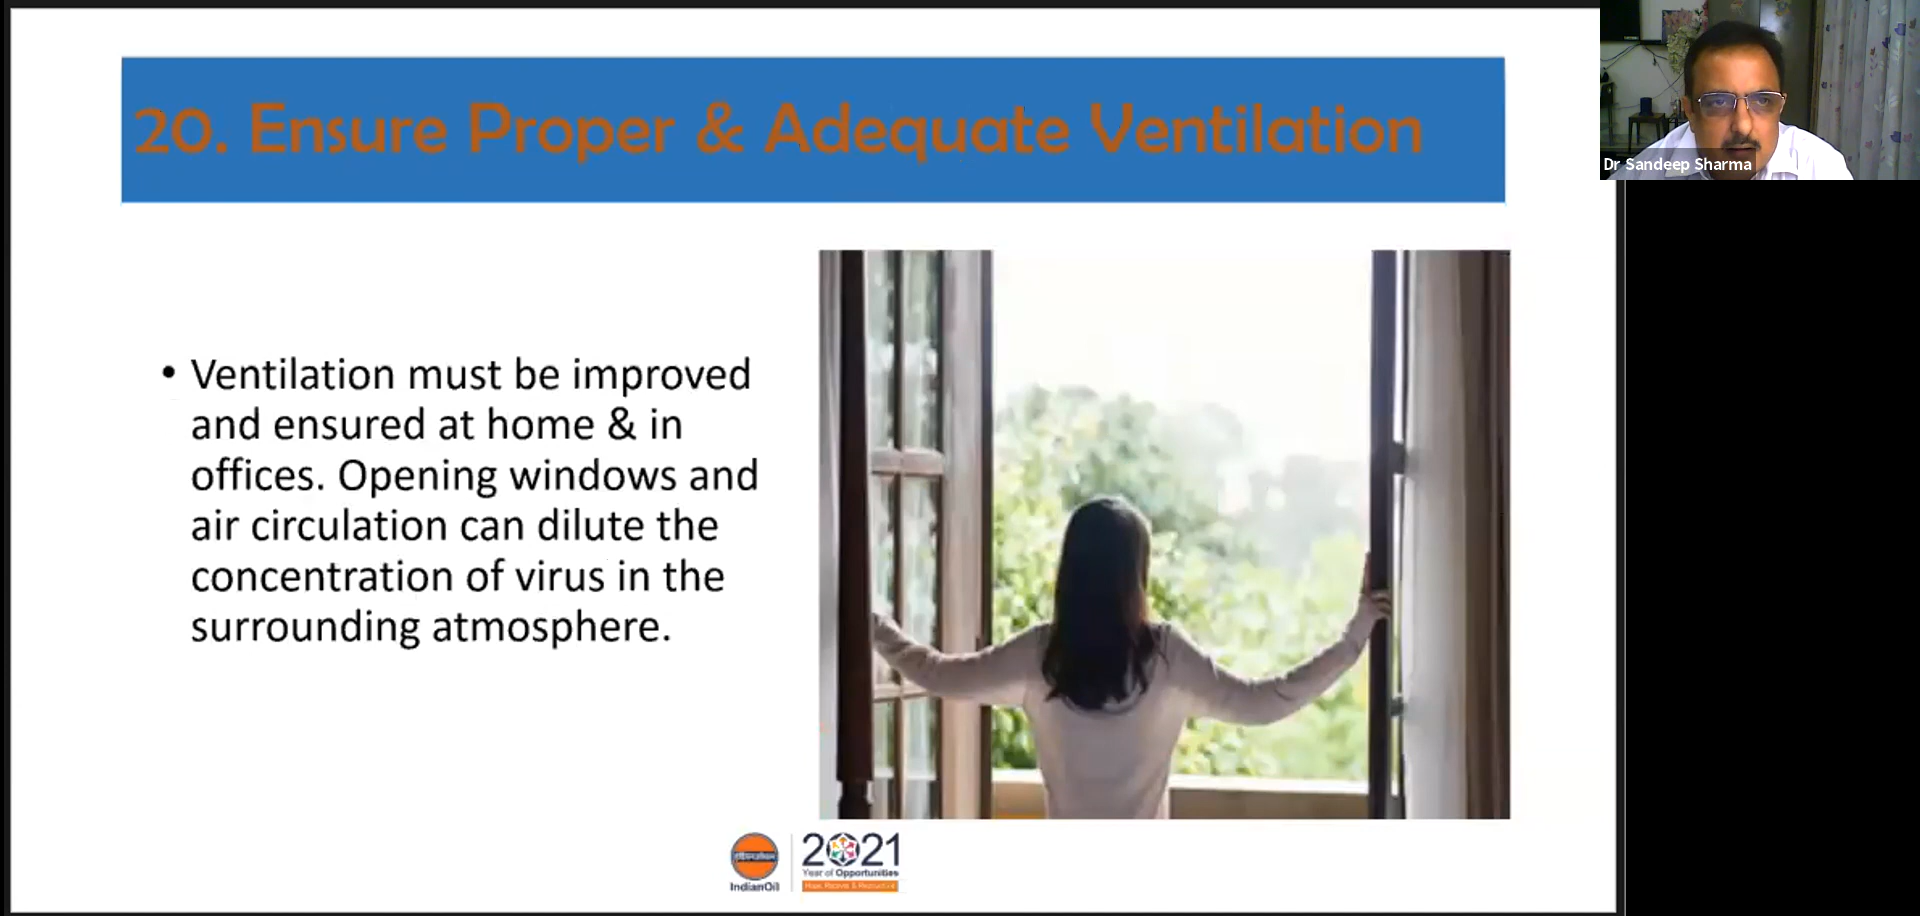 20. Ensure Proper & Adequate Ventilation
Dr Sandeep Sharma
• Ventilation must be improved
and ensured at home & in
offices. Opening windows and
air circulation can dilute the
concentration of virus in the
surrounding atmosphere.
इंडियनऑयल
IndianOil
2021
Year of Opportunities